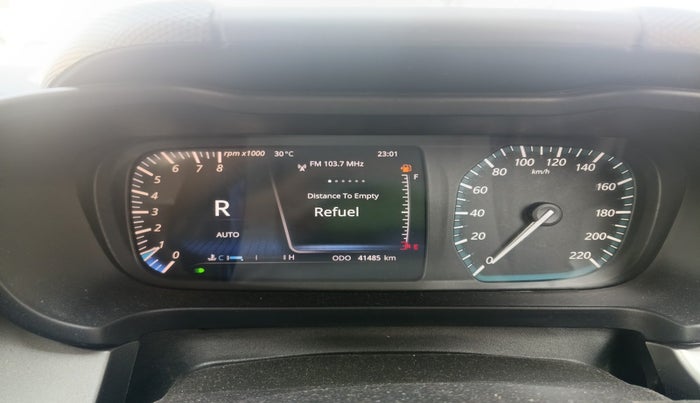 rpm x1000 30 °C 23:01
8
7
6
5
4
3
2
1
0
FM 103.7 MHz
F
Distance To Empty
Refuel
R
AUTO
E
C H ODO 41485 km
0
20
40
60
80
100
120
140
160
180
200
220
km/h